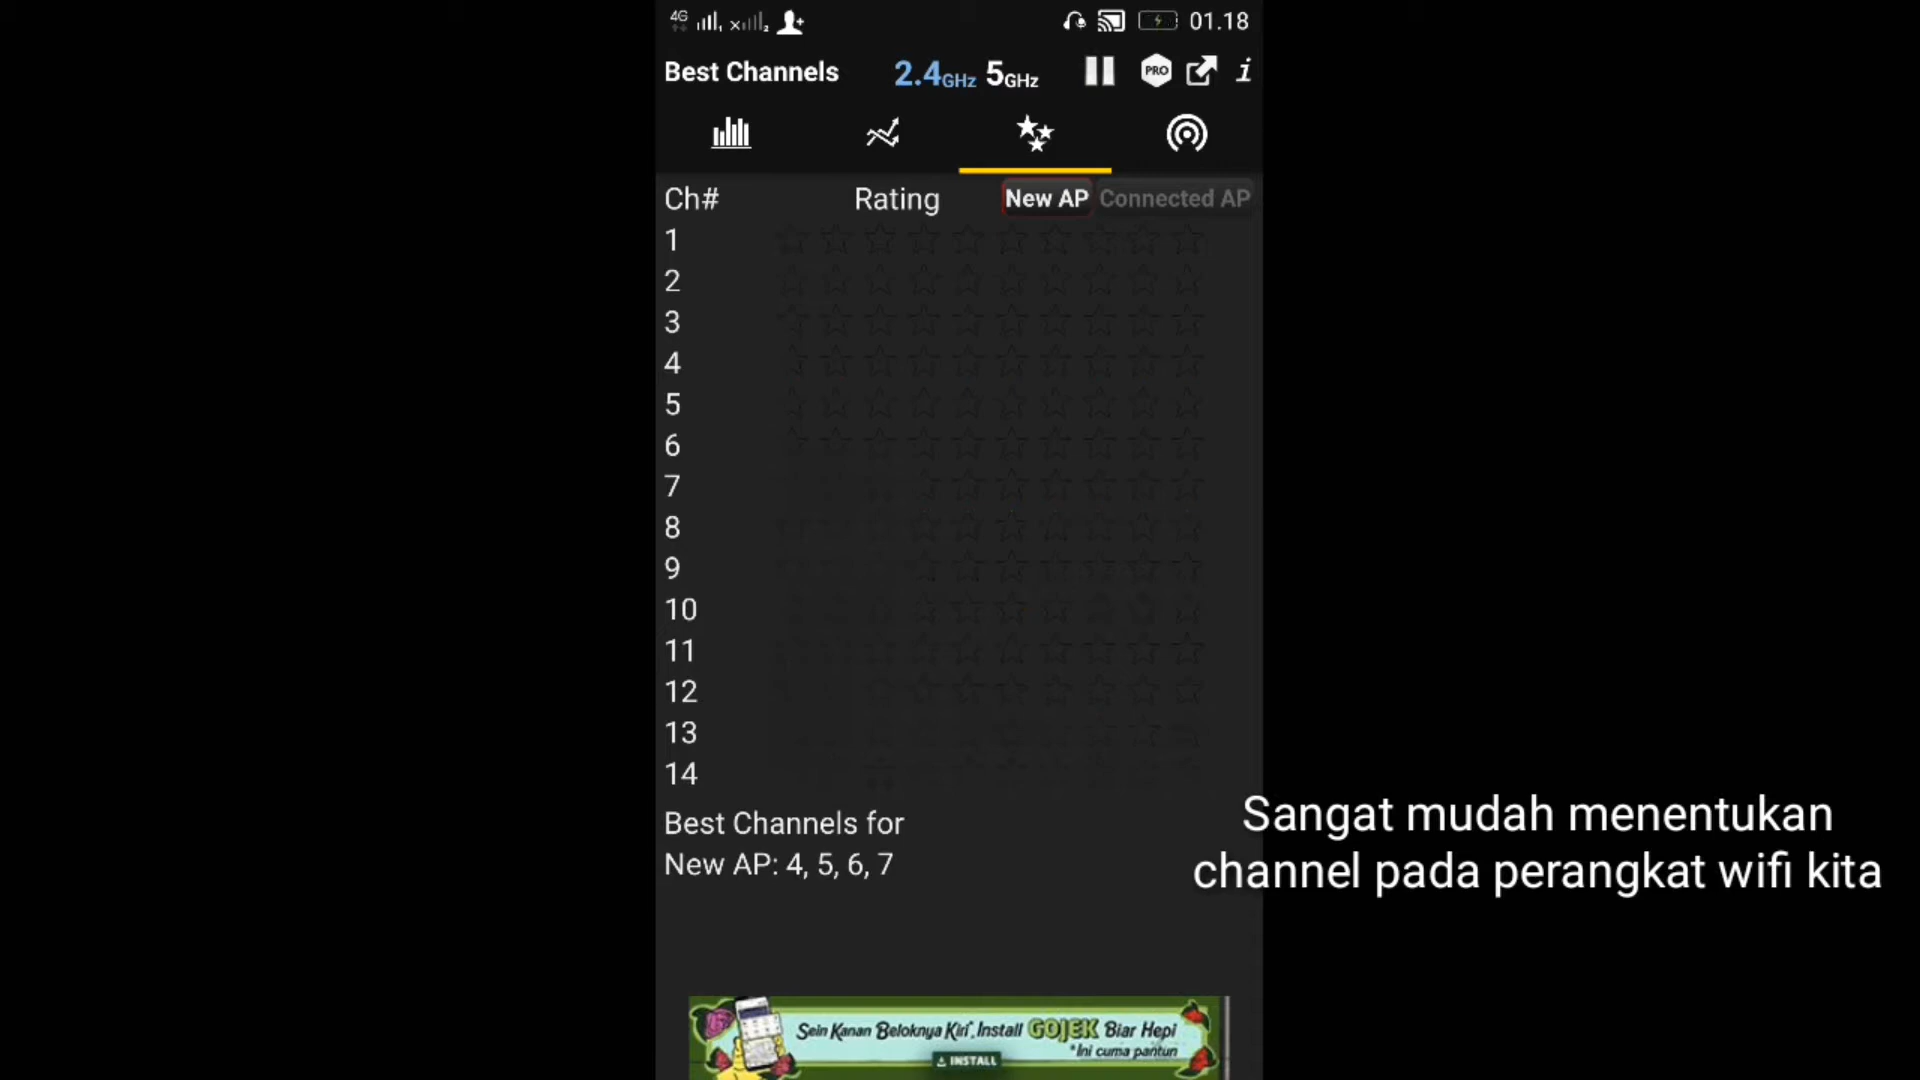 4G 01.18
Best Channels 2.4GHz 5GHz PRO i
Ch# Rating New AP Connected AP
1
2
3
4
5
6
7
8
9
10
11
12
13
14
Best Channels for
New AP: 4, 5, 6, 7
Sangat mudah menentukan
channel pada perangkat wifi kita
Sein Kanan Beloknya Kiri*, Install GOJEK Biar Hepi
*Ini cuma pantun
INSTALL